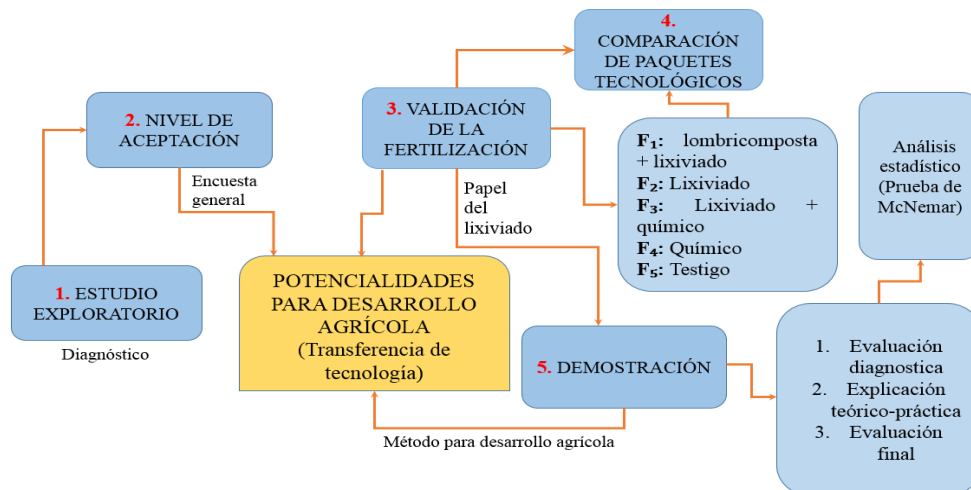 1. ESTUDIO
EXPLORATORIO
Diagnóstico
2. NIVEL DE
ACEPTACIÓN
Encuesta
general
3. VALIDACIÓN
DE LA
FERTILIZACIÓN
Papel
del
lixiviado
4.
COMPARACIÓN
DE PAQUETES
TECNOLÓGICOS
F₁: lombricomposta
+ lixiviado
F₂: Lixiviado
F₃: Lixiviado +
químico
F₄: Químico
F₅: Testigo
POTENCIALIDADES
PARA DESARROLLO
AGRÍCOLA
(Transferencia de
tecnología)
5. DEMOSTRACIÓN
Método para desarrollo agrícola
1. Evaluación
diagnostica
2. Explicación
teórico-práctica
3. Evaluación
final
Análisis
estadístico
(Prueba de
McNemar)